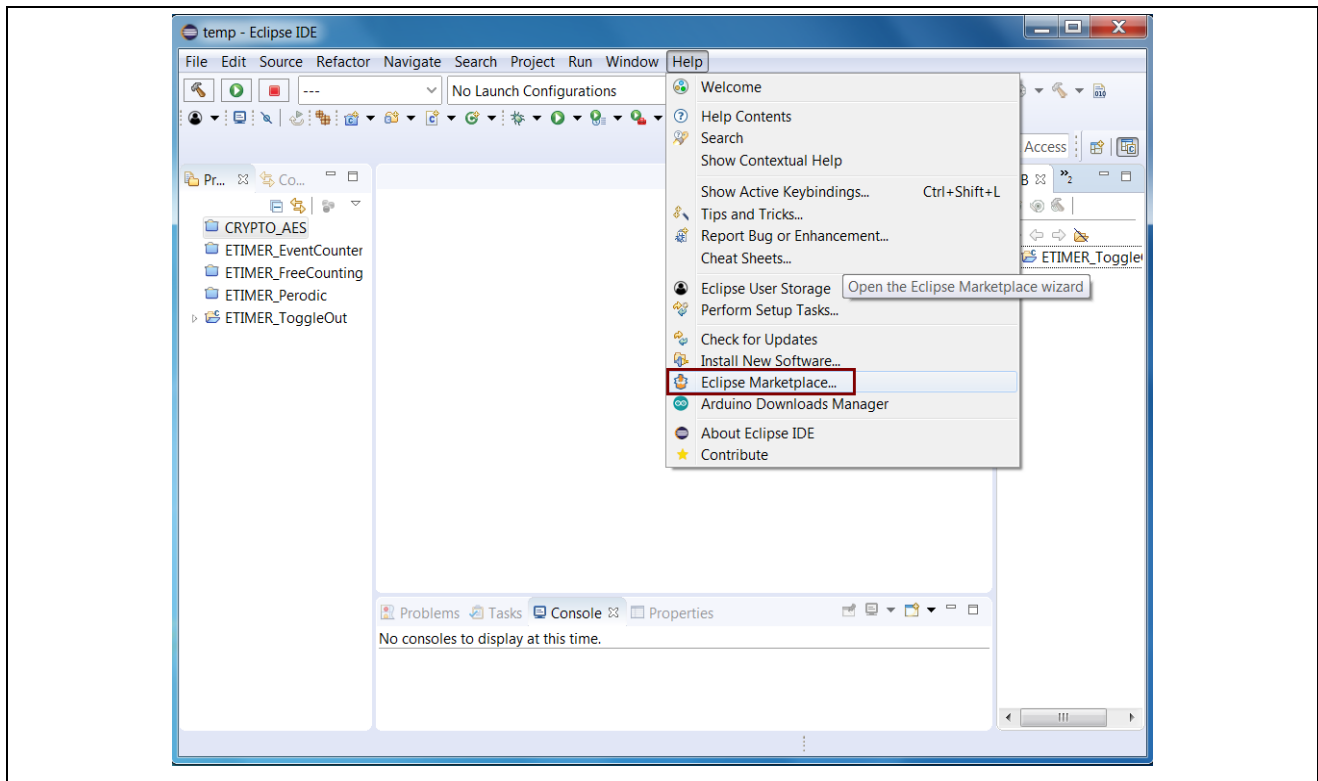 temp - Eclipse IDE
File Edit Source Refactor Navigate Search Project Run Window Help
--- No Launch Configurations
Welcome
Help Contents
Search
Show Contextual Help
Access
Pr... Co...
B 2
Show Active Keybindings... Ctrl+Shift+L
Tips and Tricks...
CRYPTO_AES
Report Bug or Enhancement...
ETIMER_EventCounter
Cheat Sheets...
ETIMER_Toggle
ETIMER_FreeCounting
Eclipse User Storage
Open the Eclipse Marketplace wizard
ETIMER_Perodic
Perform Setup Tasks...
ETIMER_ToggleOut
Check for Updates
Install New Software...
Eclipse Marketplace...
Arduino Downloads Manager
About Eclipse IDE
Contribute
Problems Tasks Console Properties
No consoles to display at this time.